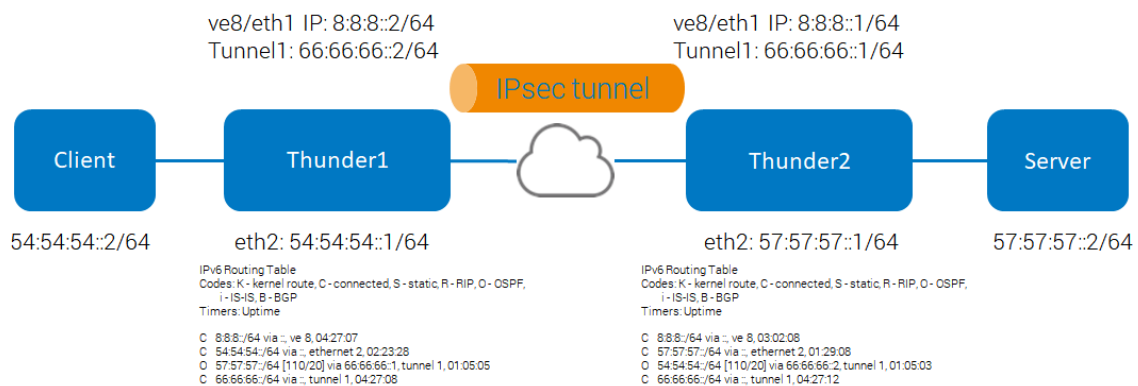 ve8/eth1 IP: 8:8:8::2/64
Tunnel1: 66:66:66::2/64
ve8/eth1 IP: 8:8:8::1/64
Tunnel1: 66:66:66::1/64
IPsec tunnel
Client
Thunder1
Thunder2
Server
54:54:54::2/64
eth2: 54:54:54::1/64
eth2: 57:57:57::1/64
57:57:57::2/64
IPv6 Routing Table
Codes: K - kernel route, C - connected, S - static, R - RIP, O - OSPF,
i - IS-IS, B - BGP
Timers: Uptime
C 8:8:8::/64 via ::, ve 8, 04:27:07
C 54:54:54::/64 via ::, ethernet 2, 02:23:28
O 57:57:57::/64 [110/20] via 66:66:66::1, tunnel 1, 01:05:05
C 66:66:66::/64 via ::, tunnel 1, 04:27:08
IPv6 Routing Table
Codes: K - kernel route, C - connected, S - static, R - RIP, O - OSPF,
i - IS-IS, B - BGP
Timers: Uptime
C 8:8:8::/64 via ::, ve 8, 03:02:08
C 57:57:57::/64 via ::, ethernet 2, 01:29:08
O 54:54:54::/64 [110/20] via 66:66:66::2, tunnel 1, 01:05:03
C 66:66:66::/64 via ::, tunnel 1, 04:27:12